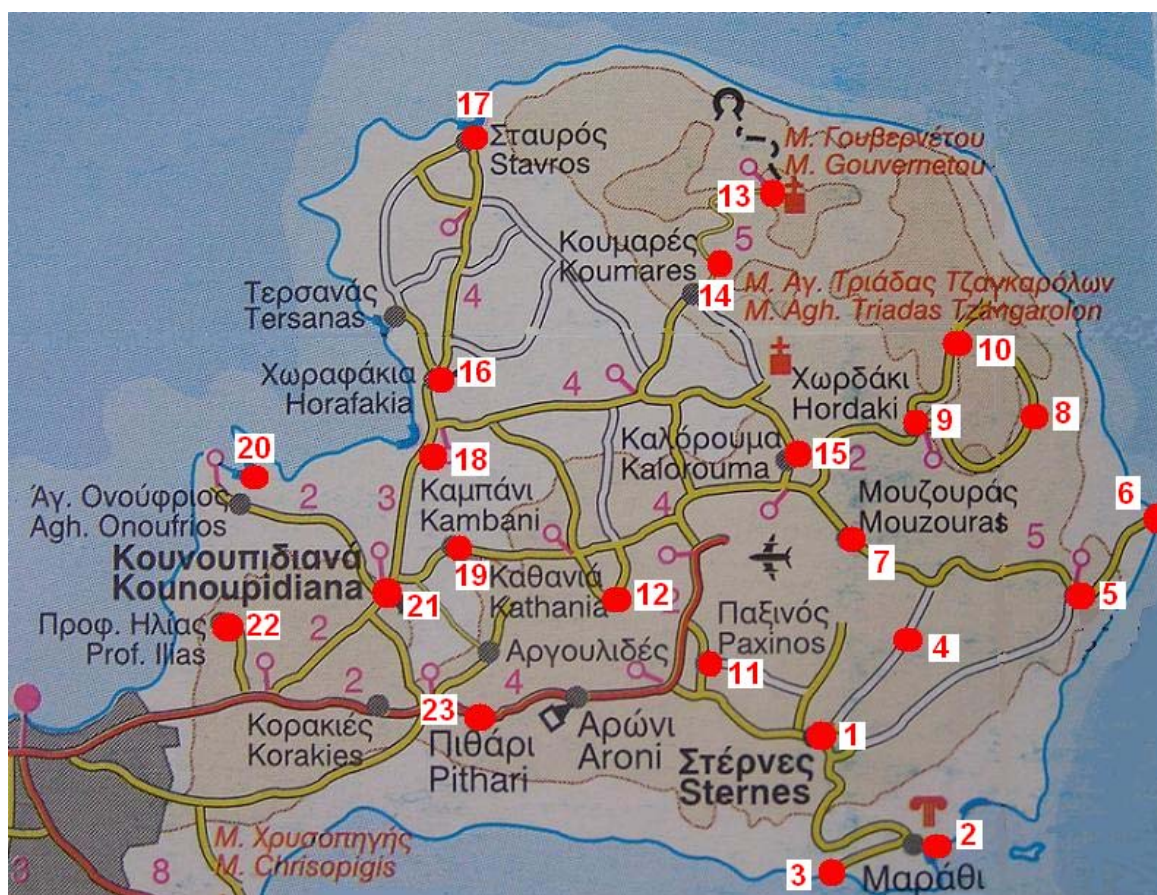 17
Σταυρός
Stavros
Μ. Γουβερνέτου
M. Gouvernetou
13
5
Κουμαρές
Koumares
14
Μ. Αγ. Τριάδας Τζαγκαρόλων
M. Agh. Triadas Tzangarolon
Τερσανάς
Tersanas
4
10
Χωραφάκια
Horafakia
16
4
Χωρδάκι
Hordaki
9
8
20
18
Καλόρουμα
Kalorouma
15
2
Άγ. Ονούφριος
Agh. Onoufrios
2
3
Καμπάνι
Kambani
4
Μουζουράς
Mouzouras
6
5
Κουνουπιδιανά
Kounoupidiana
19
7
21
Καθανιά
Kathania
12
2
5
Προφ. Ηλίας
Prof. Ilias
22
2
Παξινός
Paxinos
4
Αργουλιδές
11
2
4
Κορακιές
Korakies
23
Πιθάρι
Pithari
Αρώνι
Aroni
1
Στέρνες
Sternes
Μ. Χρυσοπηγής
M. Chrisopigis
3
8
2
3
Μαράθι